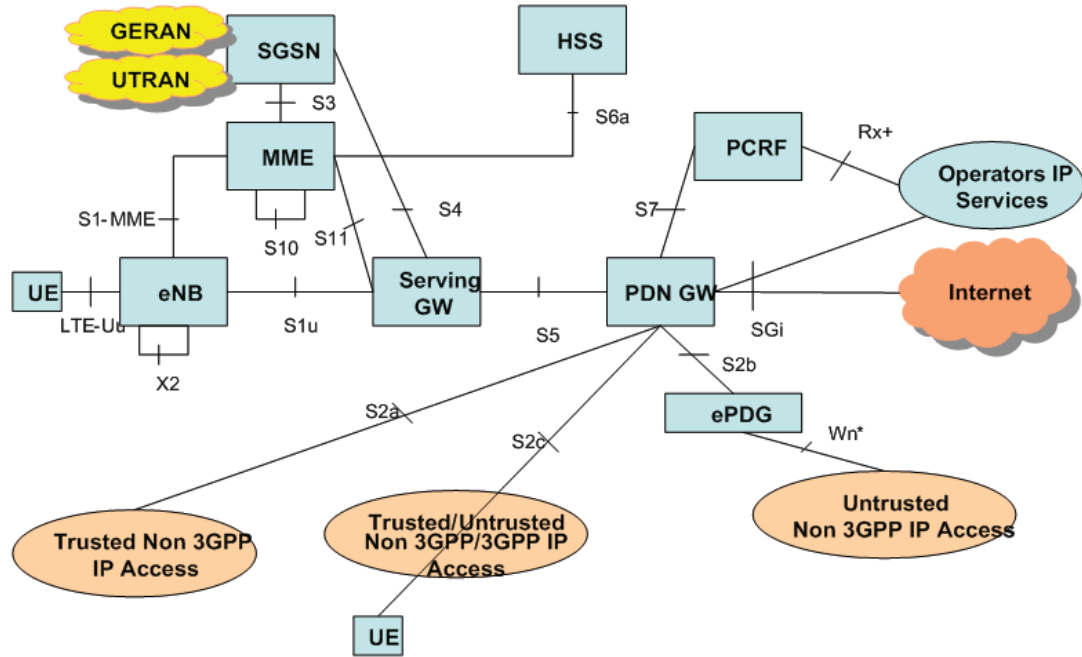 GERAN
UTRAN
SGSN
HSS
S3
S6a
MME
PCRF
Rx+
Operators IP
Services
S1-MME
S10
S11
S4
S7
UE
LTE-Uu
eNB
S1u
Serving
GW
S5
PDN GW
SGi
Internet
X2
S2b
ePDG
S2a
S2c
Wn*
Trusted Non 3GPP
IP Access
Trusted/Untrusted
Non 3GPP/3GPP IP
Access
Untrusted
Non 3GPP IP Access
UE